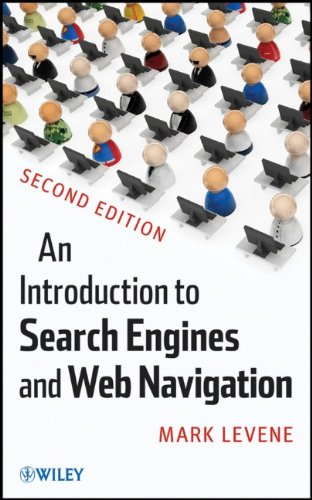 SECOND EDITION
An
Introduction to
Search Engines
and Web Navigation
MARK LEVENE
WILEY